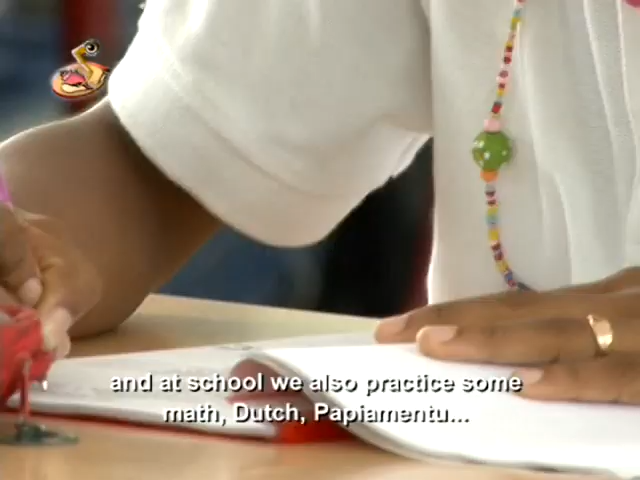 and at school we also practice some
math, Dutch, Papiamentu...